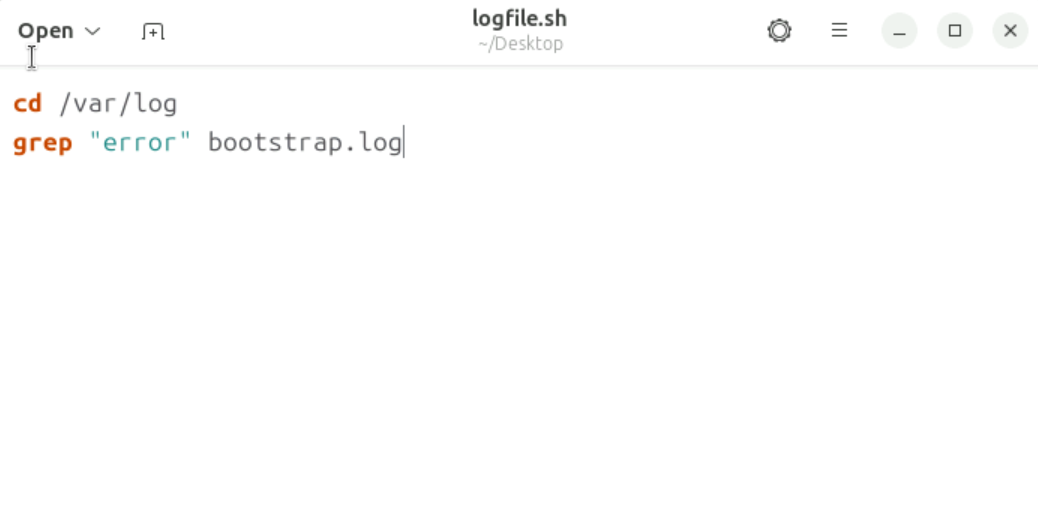 Open
logfile.sh
~/Desktop
cd /var/log
grep "error" bootstrap.log